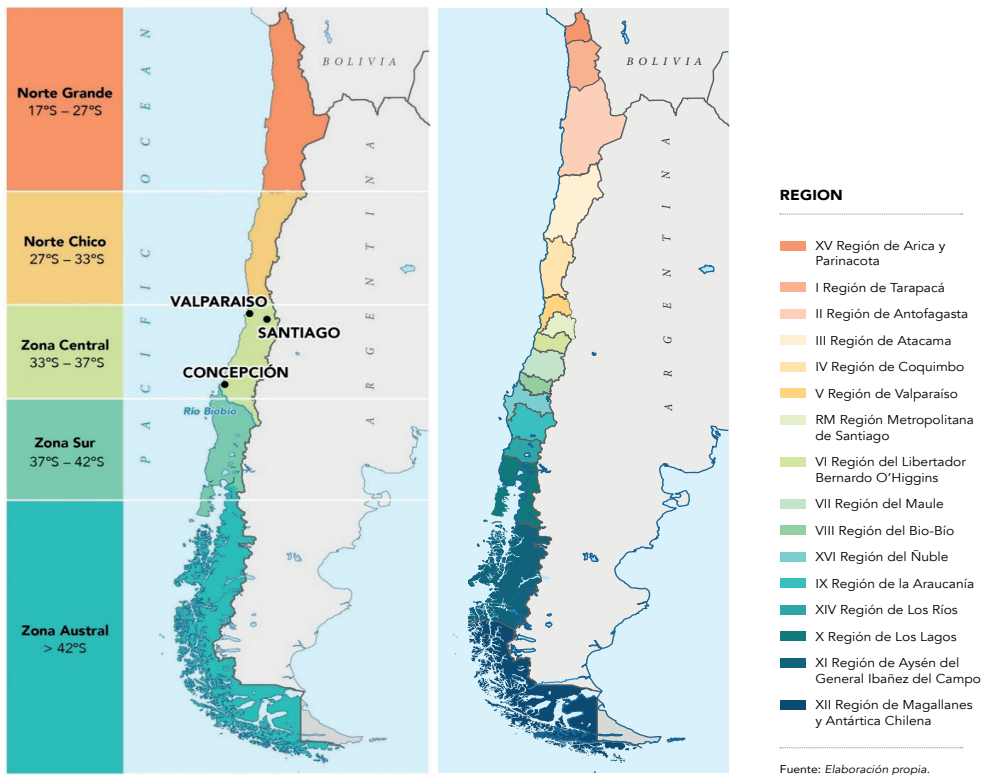 Norte Grande
17°S – 27°S
Norte Chico
27°S – 33°S
Zona Central
33°S – 37°S
Zona Sur
37°S – 42°S
Zona Austral
> 42°S
PACIFIC OCEAN
BOLIVIA
ARGENTINA
VALPARAISO
SANTIAGO
CONCEPCIÓN
Río Biobío
BOLIVIA
ARGENTINA
REGION
XV Región de Arica y
Parinacota
I Región de Tarapacá
II Región de Antofagasta
III Región de Atacama
IV Región de Coquimbo
V Región de Valparaíso
RM Región Metropolitana
de Santiago
VI Región del Libertador
Bernardo O’Higgins
VII Región del Maule
VIII Región del Bio-Bío
XVI Región del Ñuble
IX Región de la Araucanía
XIV Región de Los Ríos
X Región de Los Lagos
XI Región de Aysén del
General Ibañez del Campo
XII Región de Magallanes
y Antártica Chilena
Fuente: Elaboración propia.